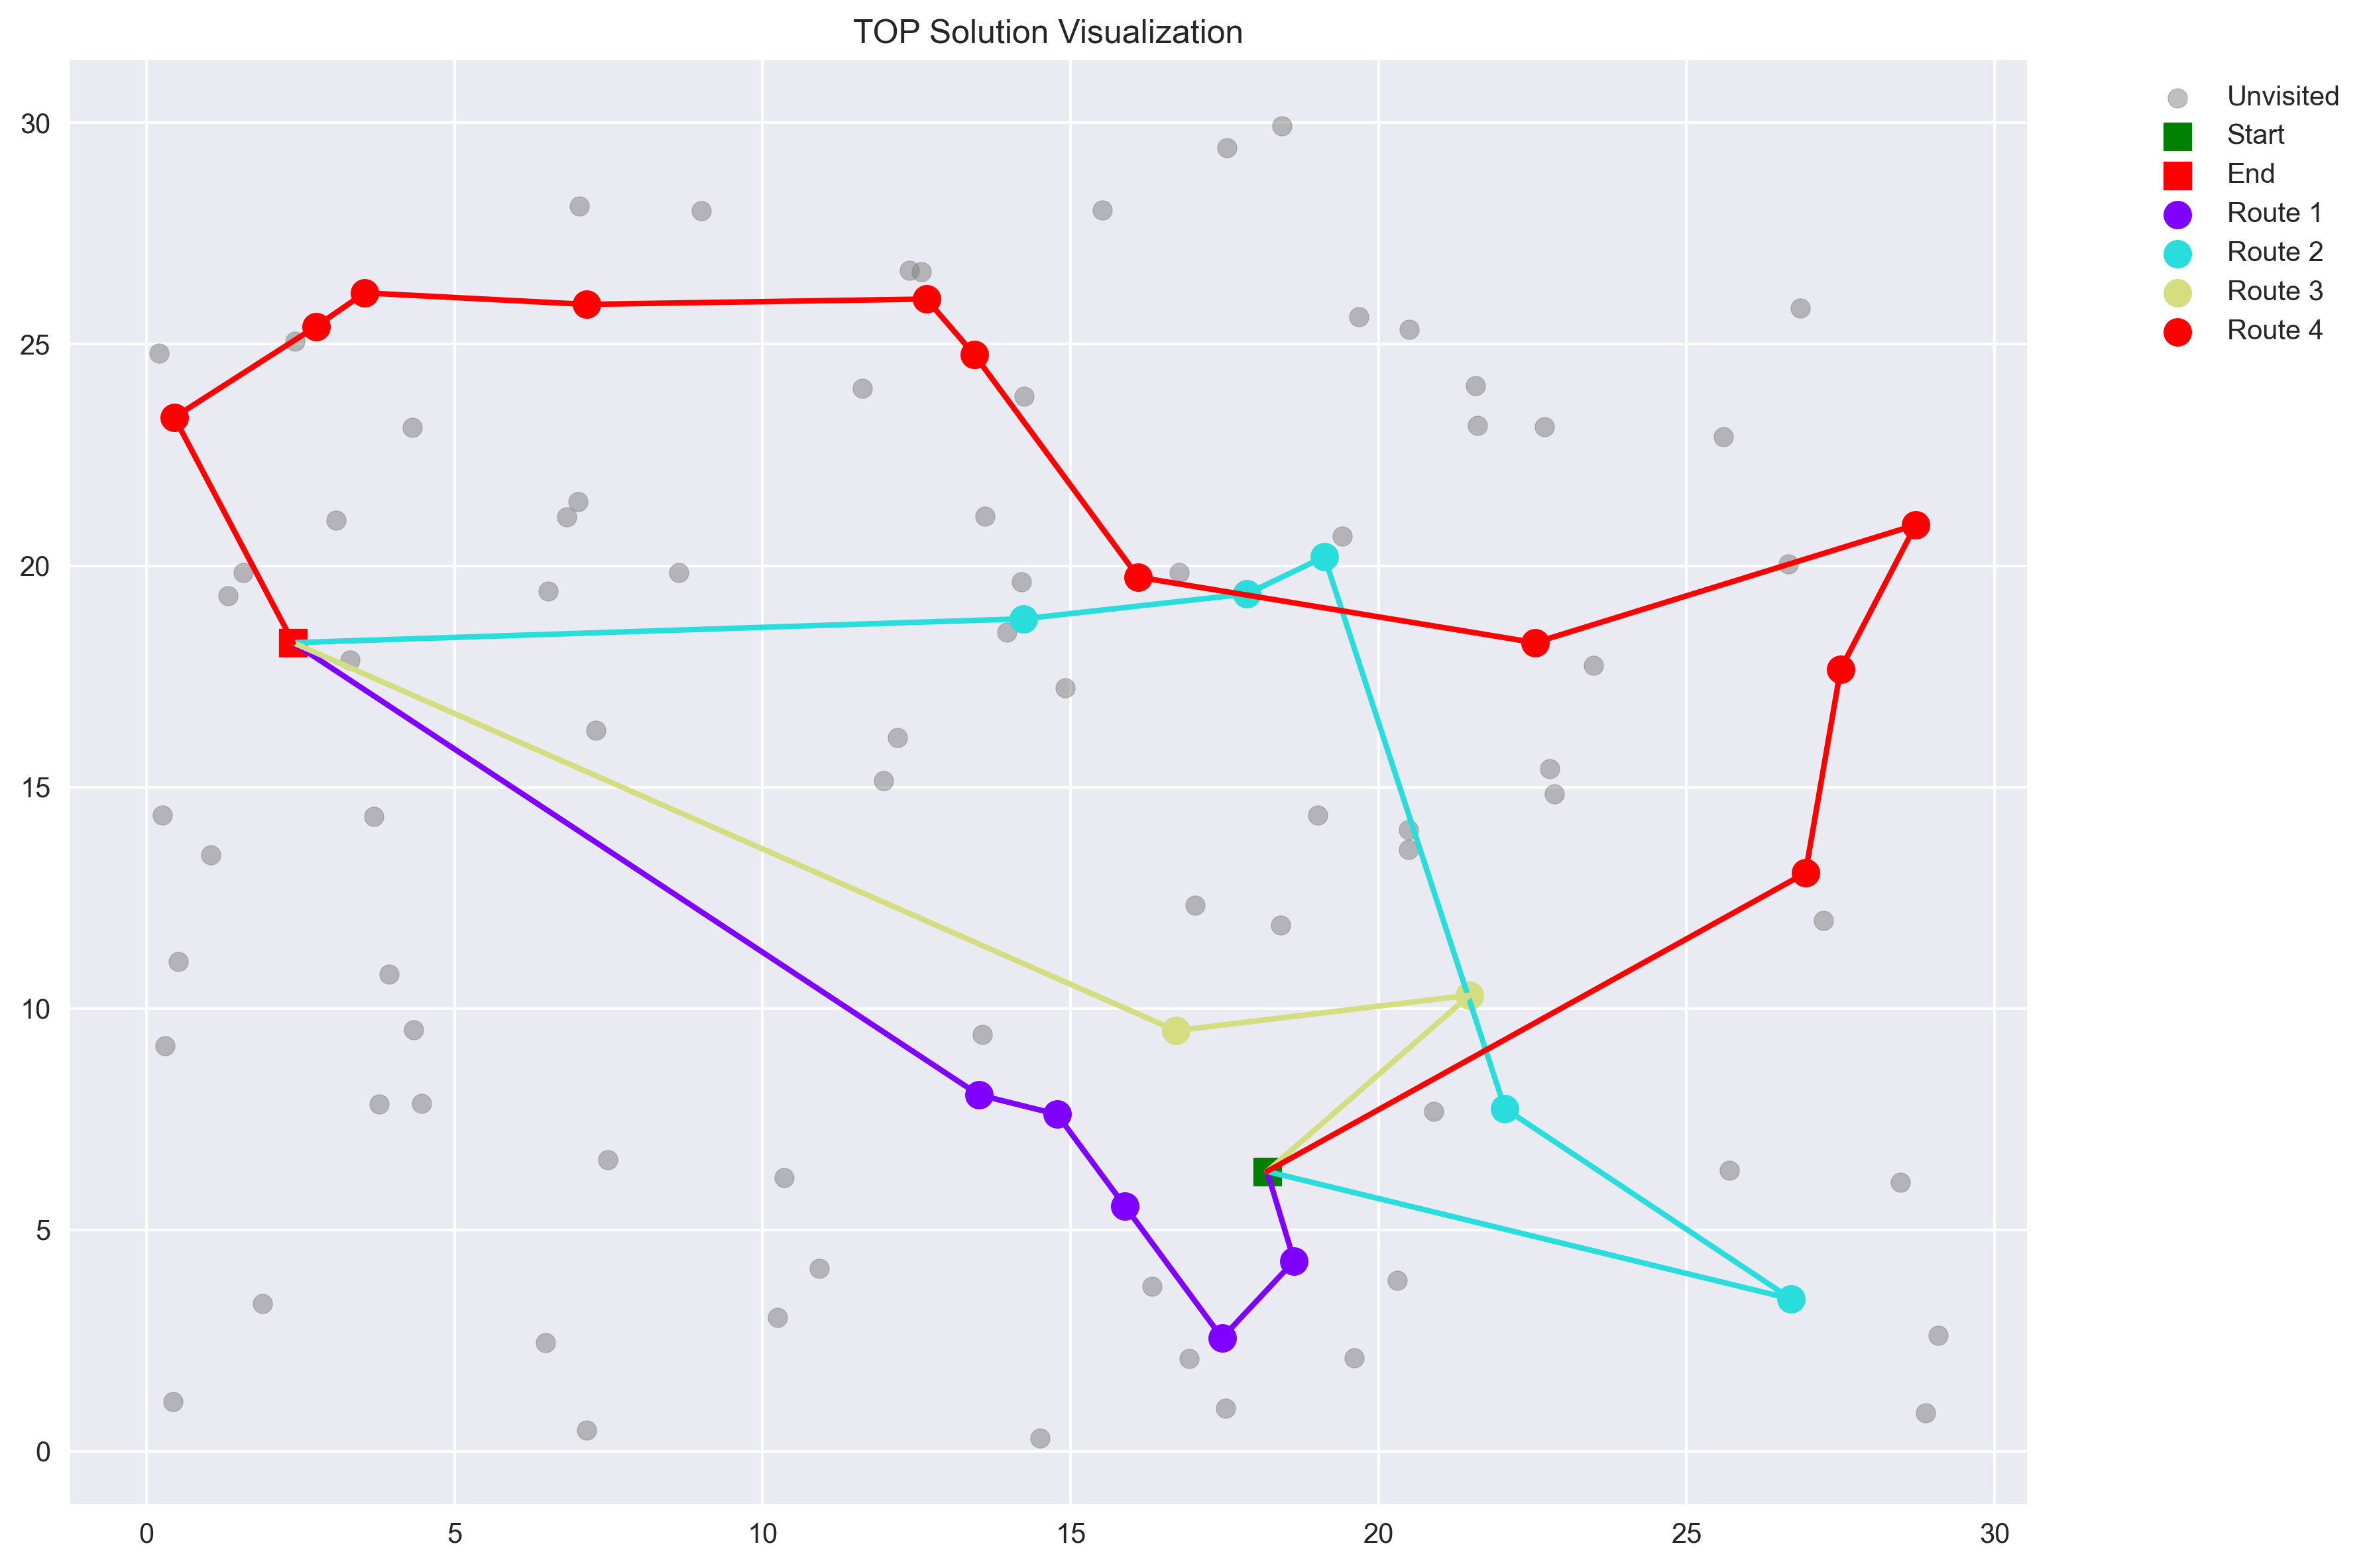 TOP Solution Visualization
Unvisited
Start
End
Route 1
Route 2
Route 3
Route 4
30
25
20
15
10
5
0
0 5 10 15 20 25 30